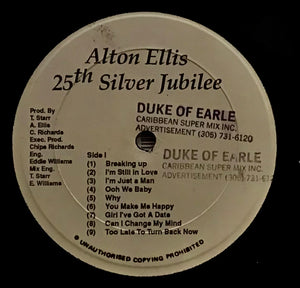 Alton Ellis
25th Silver Jubilee
Prod. By
T. Starr
A. Ellis
C. Richards
Exec. Prod.
Chips Richards
Eng.
Eddie Williams
Mix Eng.
T. Starr
E. Williams
DUKE OF EARLE
CARIBBEAN SUPER MIX INC.
ADVERTISEMENT (305) 731-6120
DUKE OF EARLE
CARIBBEAN SUPER MIX INC.
ADVERTISEMENT (305) 731-612
Side I
(1) Breaking up
(2) I'm Still in Love
(3) I'm Just a Man
(4) Ooh We Baby
(5) Why
(6) You Make Me Happy
(7) Girl I've Got A Date
(8) Can I Change My Mind
(9) Too Late To Turn Back Now
UNAUTHORISED COPYING PROHIBITED